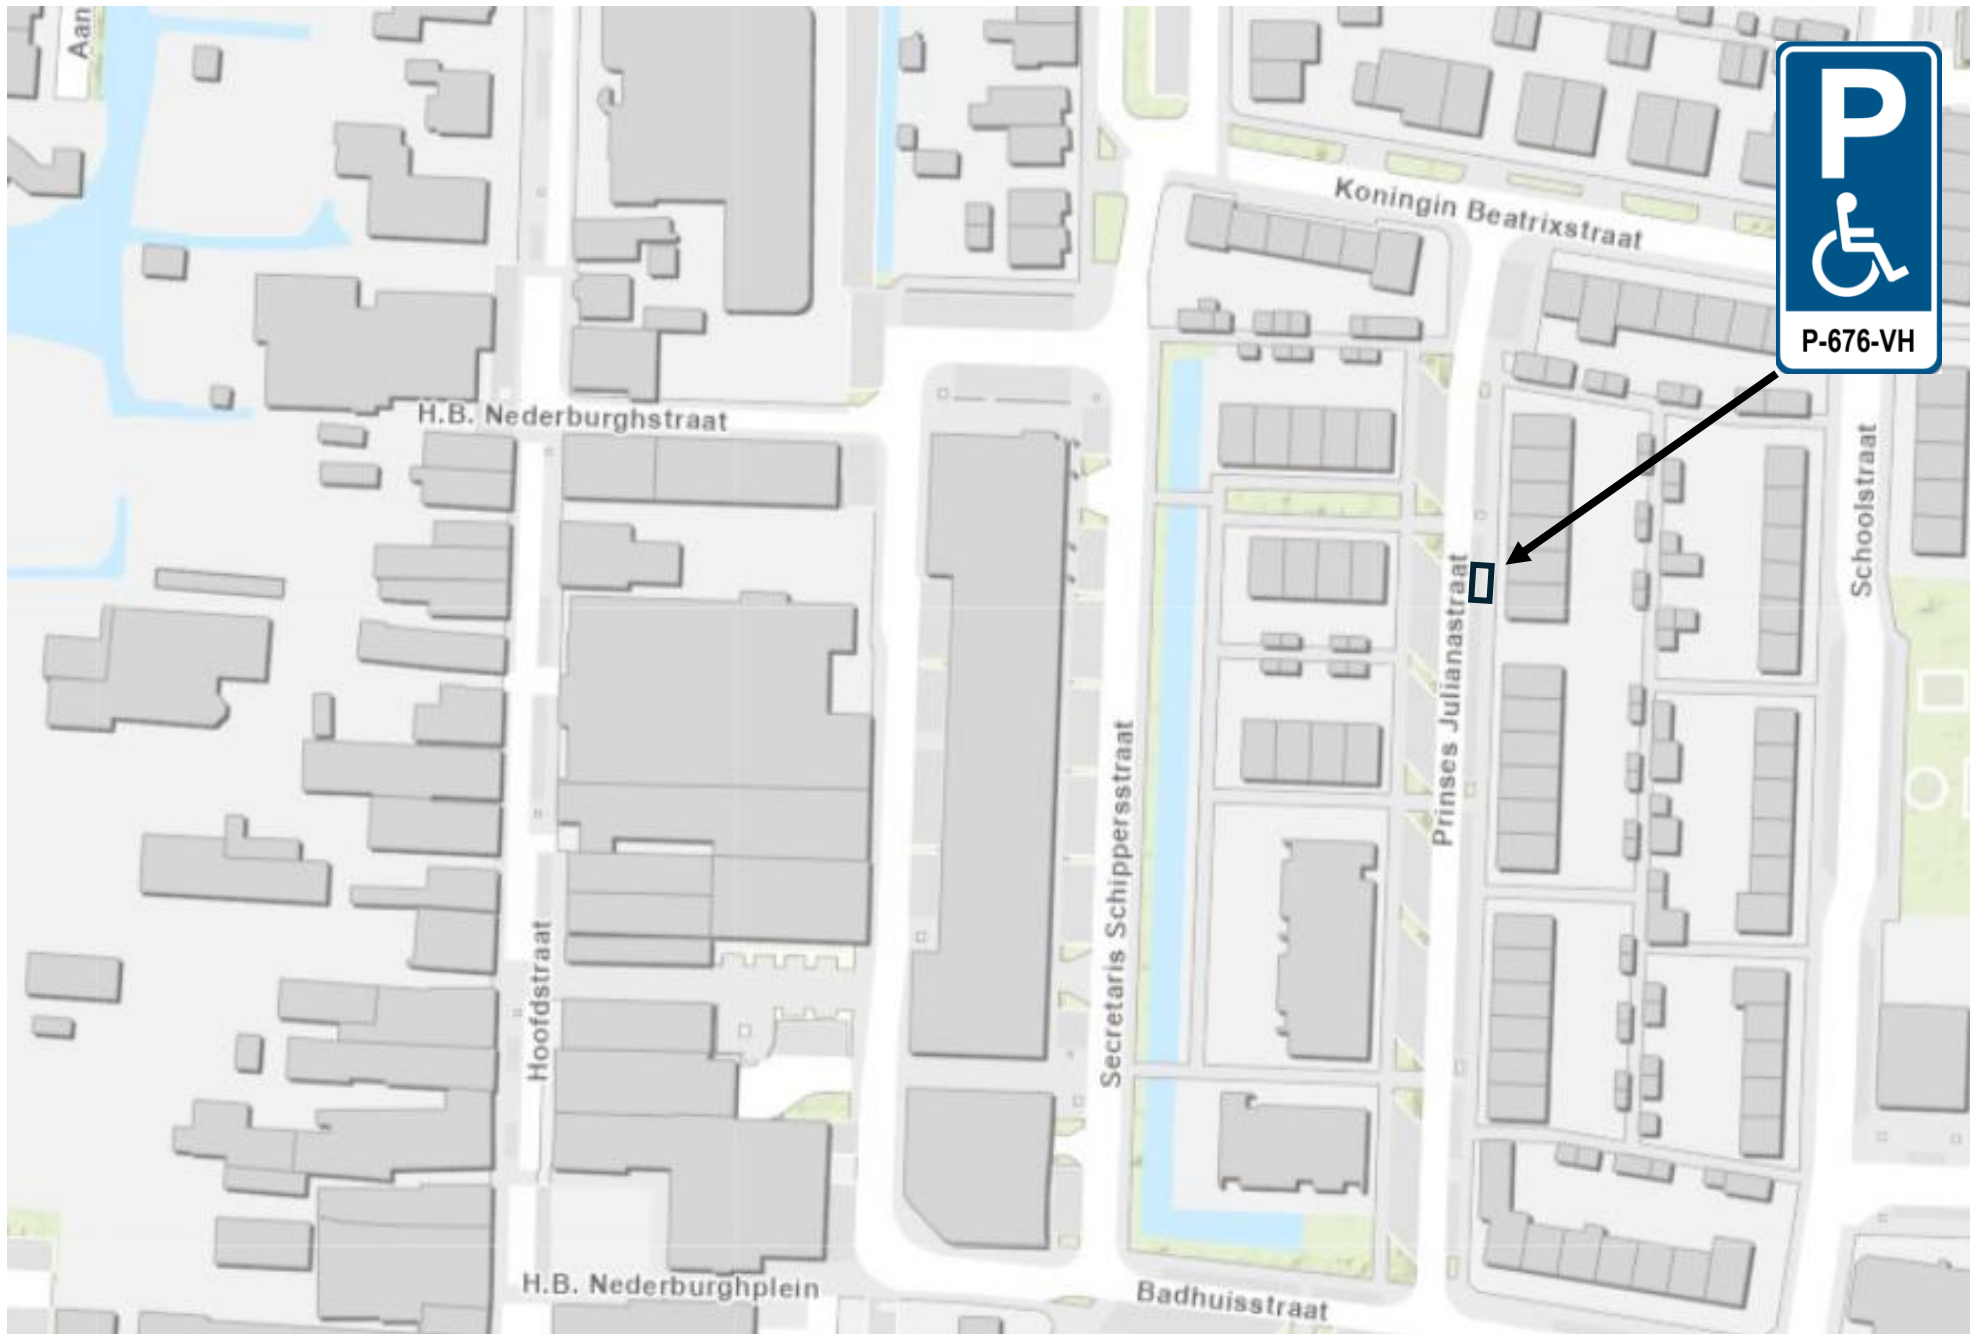 Aan
P
Koningin Beatrixstraat
P-676-VH
H.B. Nederburghstraat
Schoolstraat
Prinses Julianastraat
Secretaris Schippersstraat
Hoofdstraat
H.B. Nederburghplein
Badhuisstraat